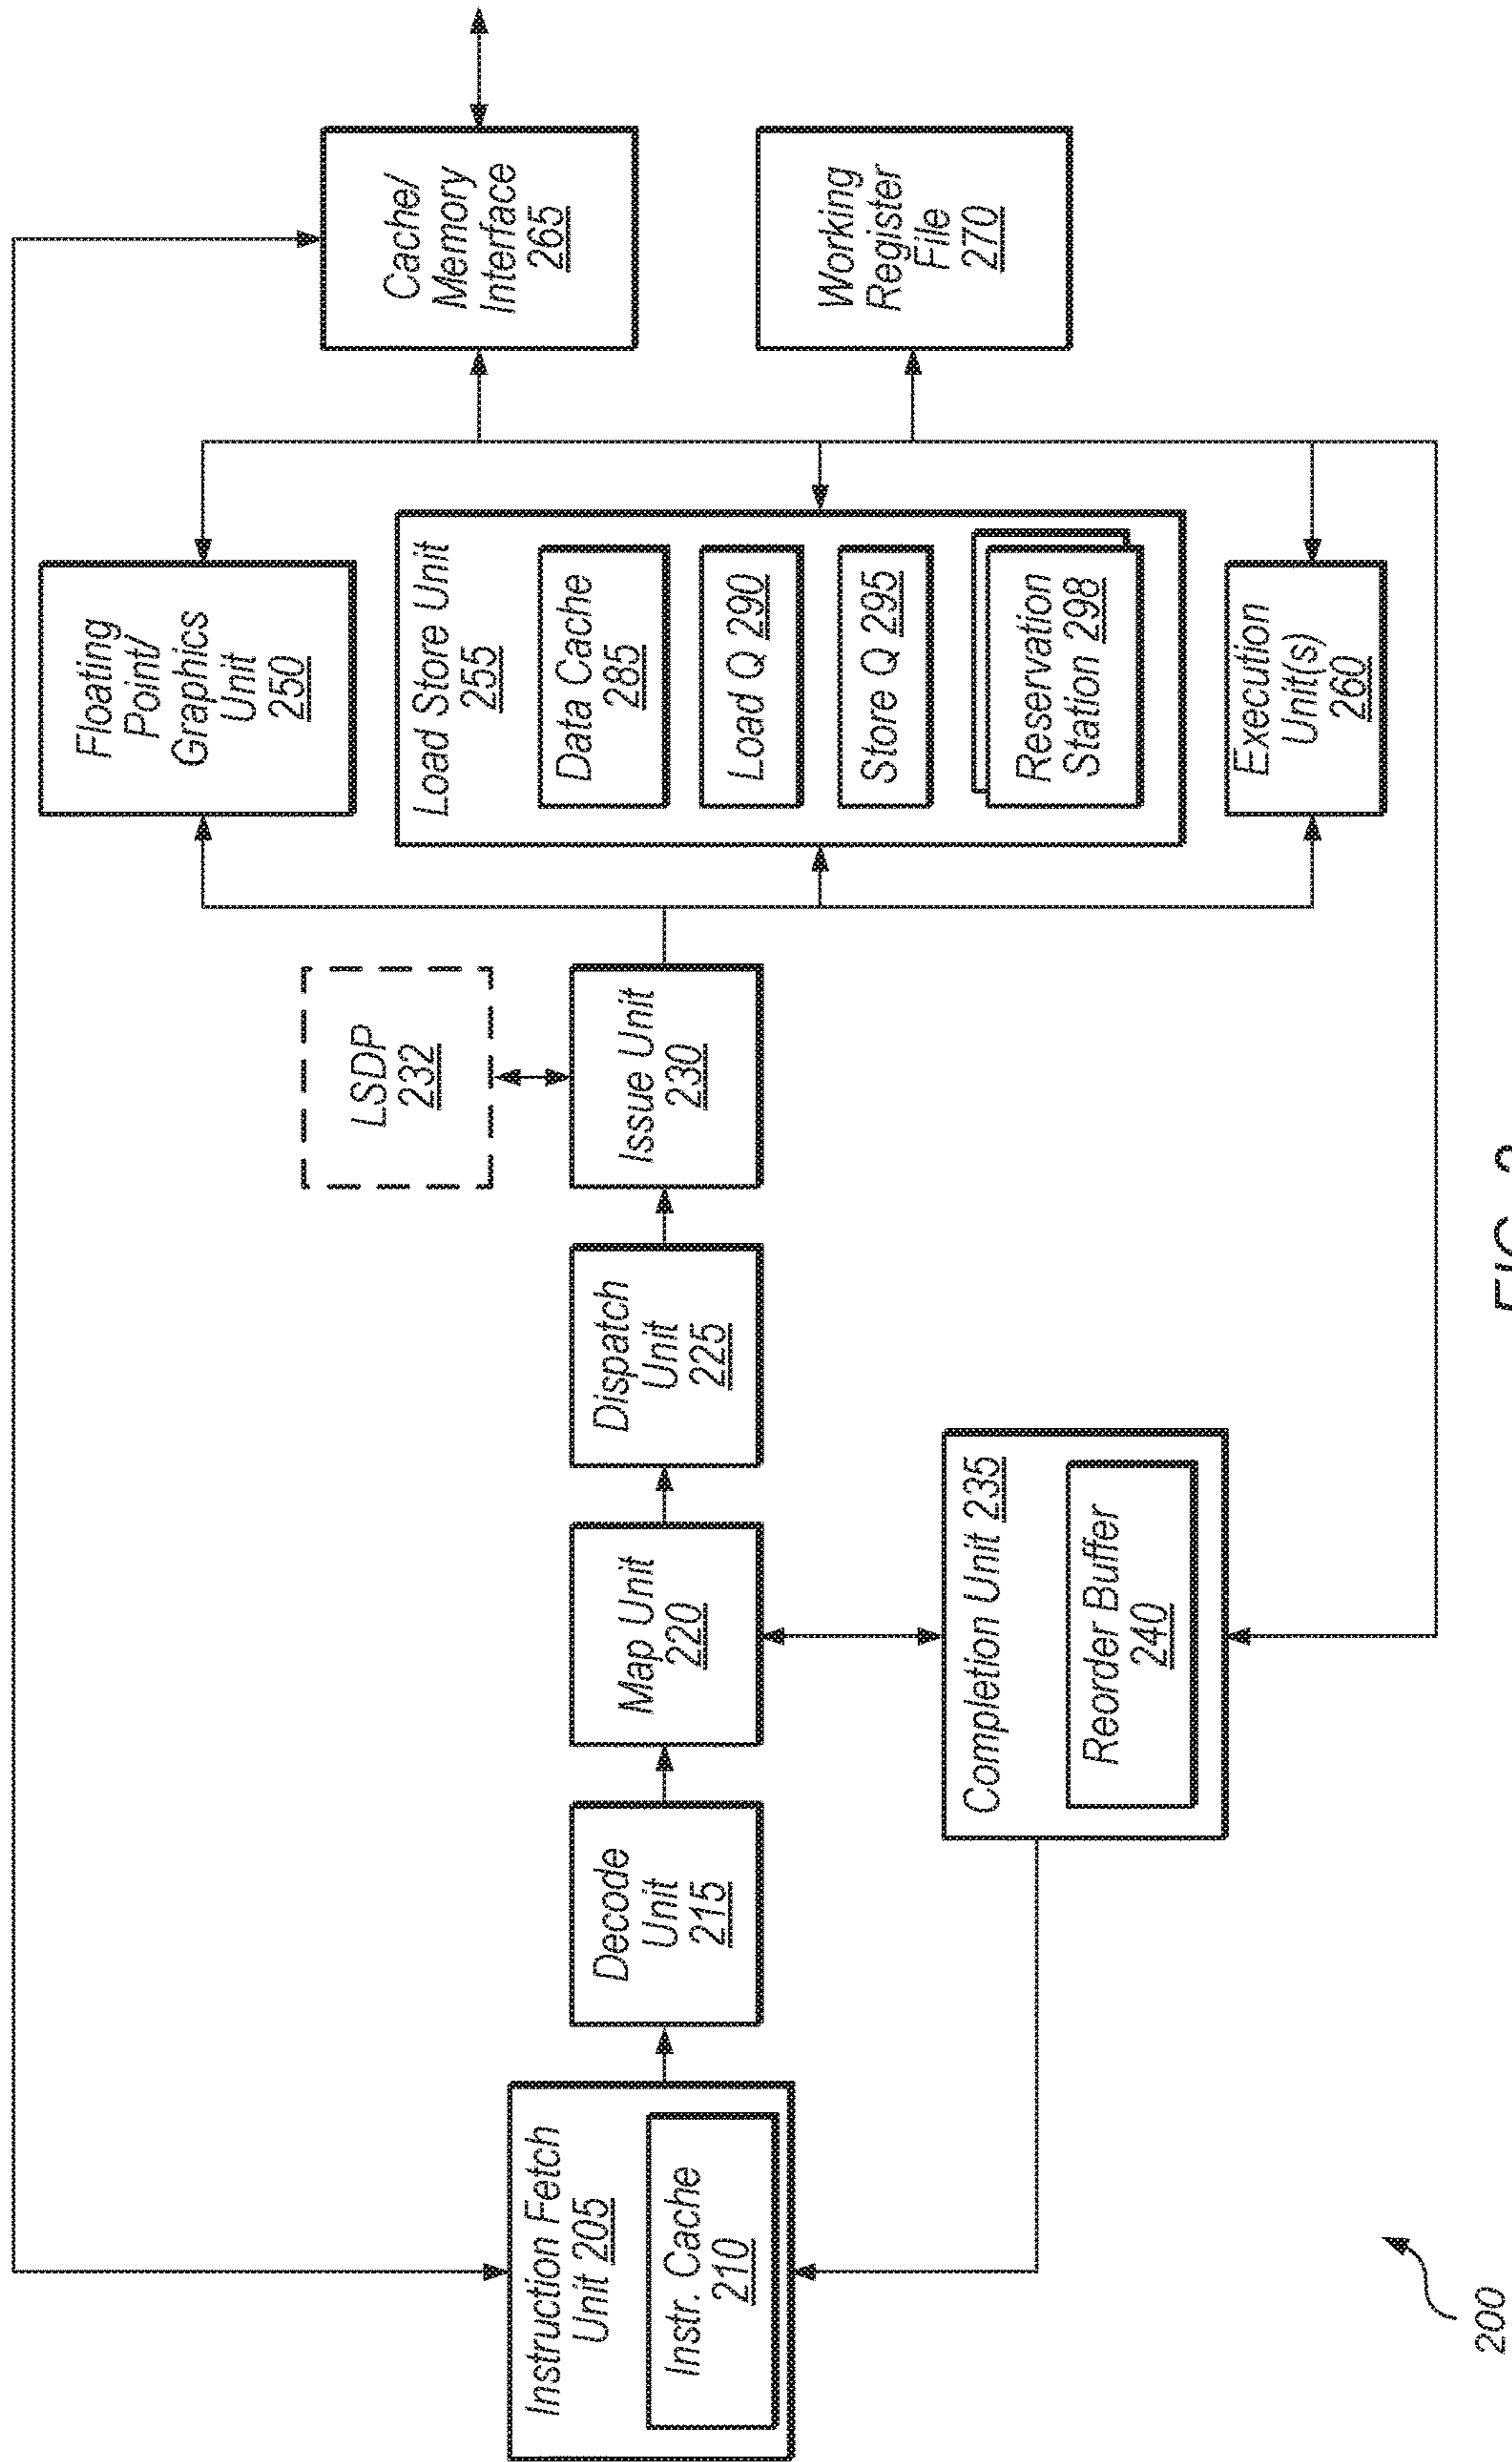 Instruction Fetch
Unit 205
Instr. Cache
210
Decode
Unit
215
Map Unit
220
Dispatch
Unit
225
LSDP
232
Issue Unit
230
Completion Unit 235
Reorder Buffer
240
Floating
Point/
Graphics
Unit
250
Load Store Unit
255
Data Cache
285
Load Q 290
Store Q 295
Reservation
Station 298
Execution
Unit(s)
260
Cache/
Memory
Interface
265
Working
Register
File
270
200
FIG.